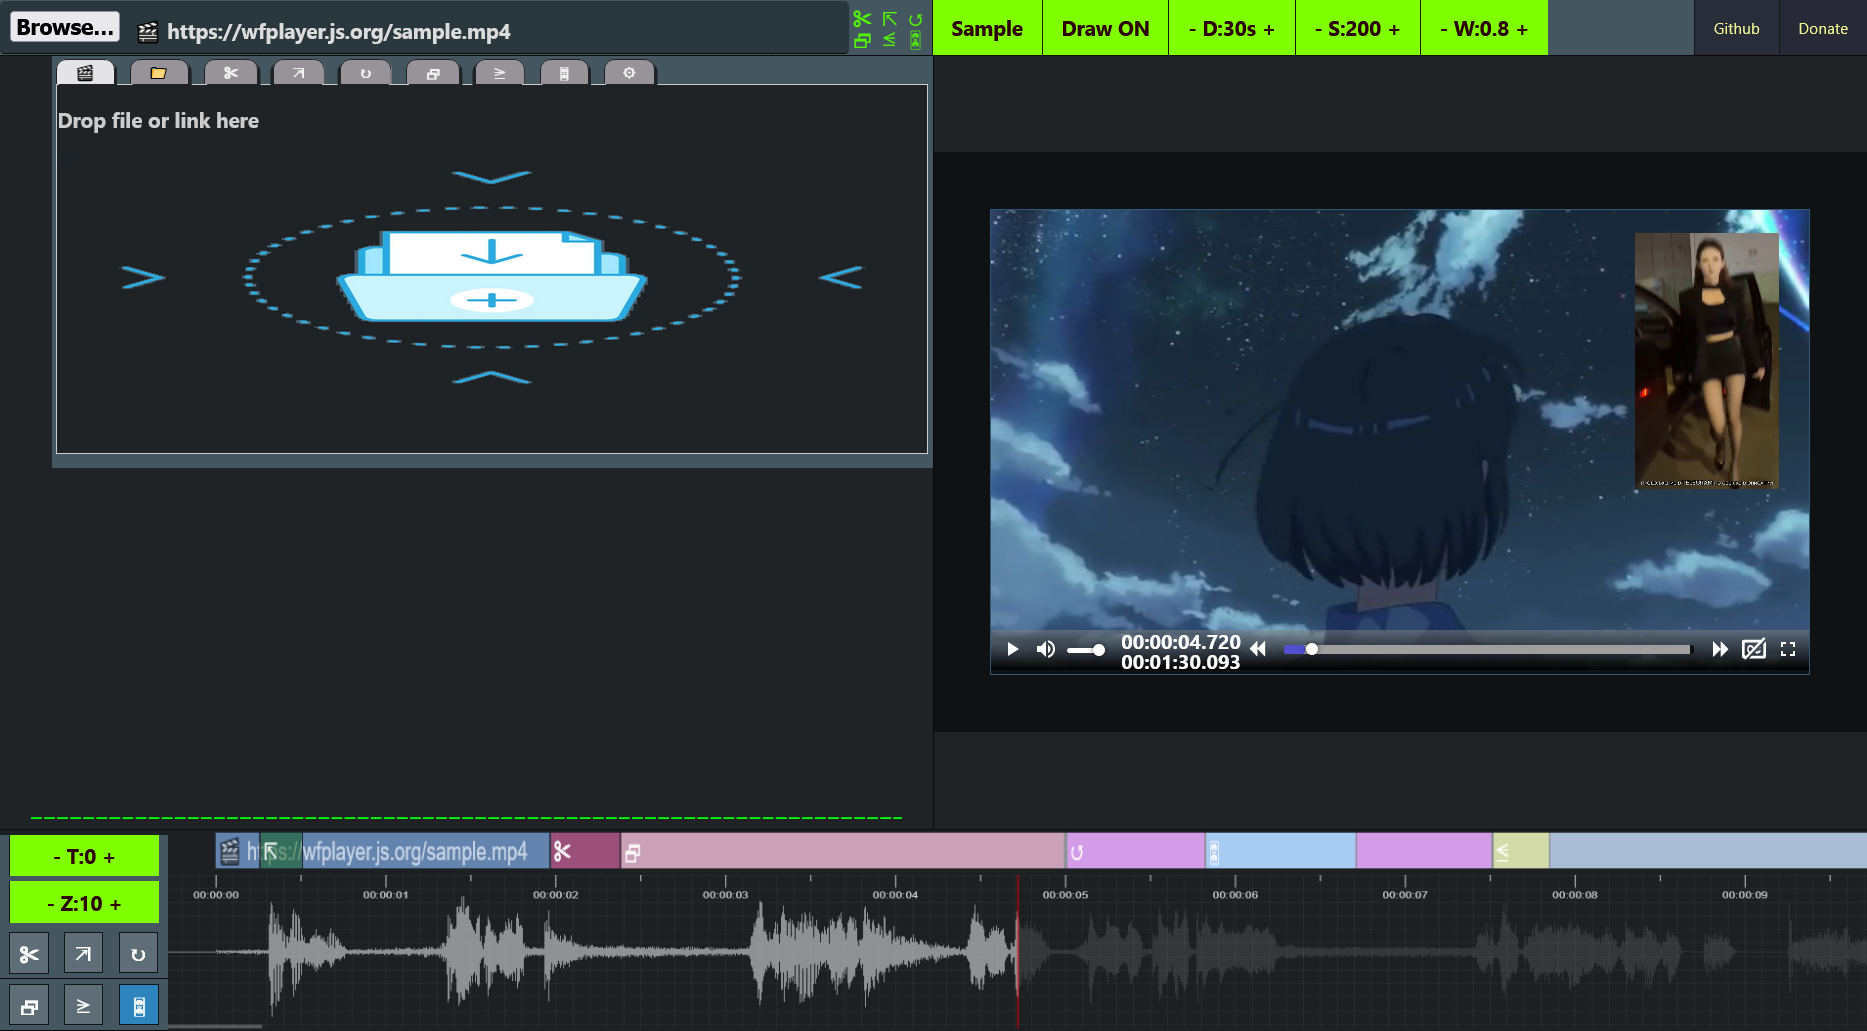 Browse...
https://wfplayer.js.org/sample.mp4
Sample
Draw ON
- D:30s +
- S:200 +
- W:0.8 +
Github
Donate
Drop file or link here
00:00:04.720
00:01:30.093
- T:0 +
- Z:10 +
https://wfplayer.js.org/sample.mp4
00:00:00
00:00:01
00:00:02
00:00:03
00:00:04
00:00:05
00:00:06
00:00:07
00:00:08
00:00:09